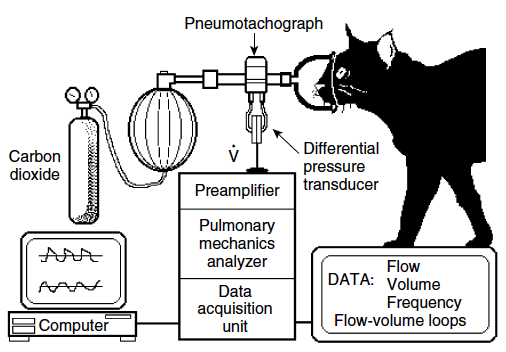 Pneumotachograph
Carbon
dioxide
V̇
Differential
pressure
transducer
Preamplifier
Pulmonary
mechanics
analyzer
Data
acquisition
unit
Computer
DATA: Flow
Volume
Frequency
Flow-volume loops